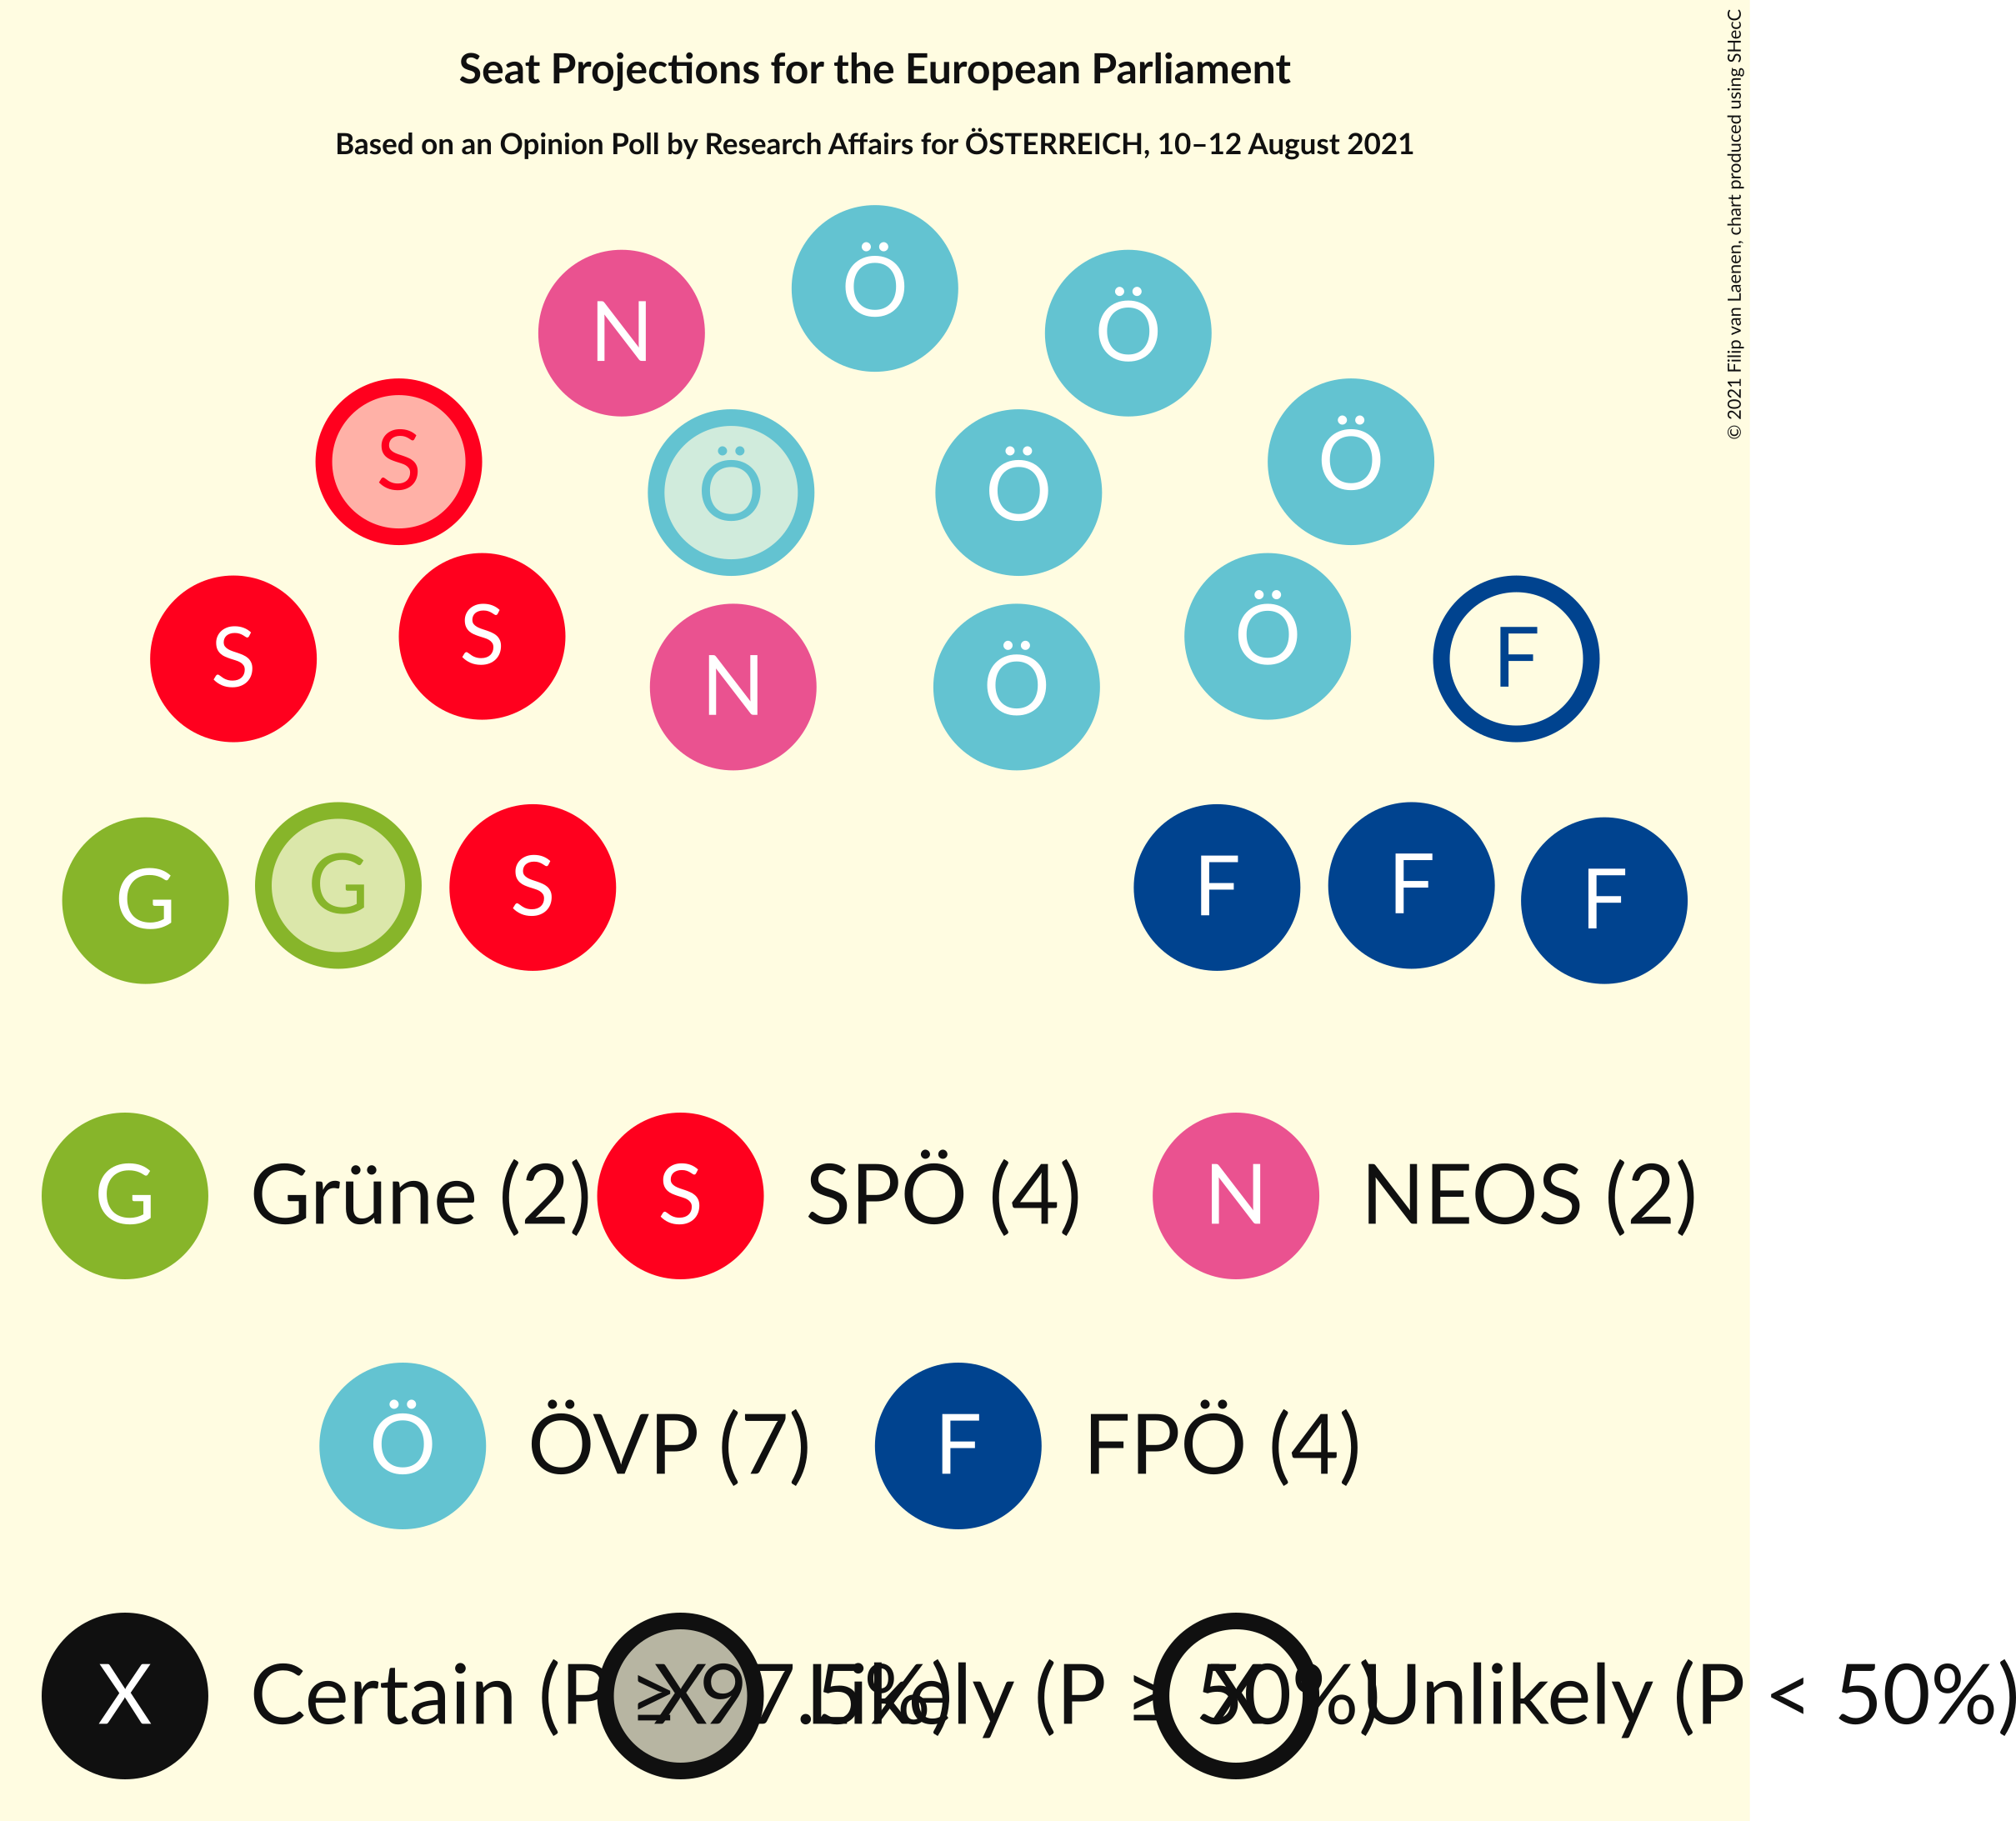 Seat Projections for the European Parliament
Based on an Opinion Poll by Research Affairs for ÖSTERREICH, 10–12 August 2021
© 2021 Filip van Laenen, chart produced using SHecC
Ö
N Ö
S Ö
Ö Ö
S S Ö F
N Ö
G G S F F F
G Grüne (2) S SPÖ (4) N NEOS (2)
Ö ÖVP (7) F FPÖ (4)
X Certain (P ≥ 97.5%) X Likely (P ≥ 50%) X Unlikely (P < 50%)